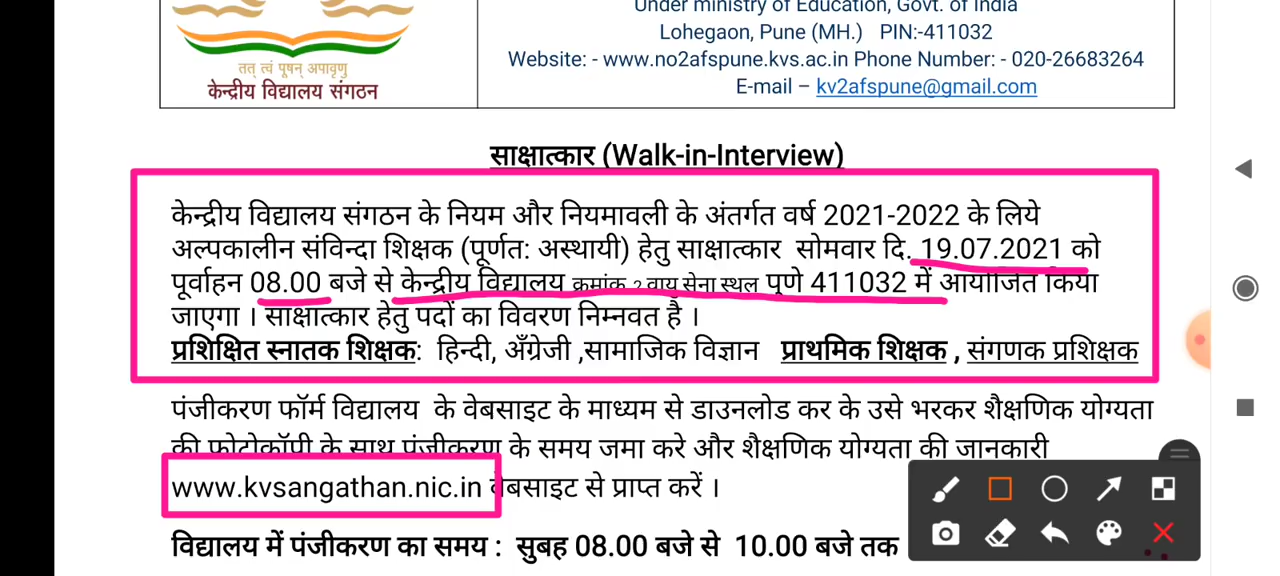 Under ministry of Education, Govt. of India
Lohegaon, Pune (MH.) PIN:-411032
Website: - www.no2afspune.kvs.ac.in Phone Number: - 020-26683264
E-mail – kv2afspune@gmail.com
तत् त्वं पूषन् अपावृणु
केन्द्रीय विद्यालय संगठन
साक्षात्कार (Walk-in-Interview)
केन्द्रीय विद्यालय संगठन के नियम और नियमावली के अंतर्गत वर्ष 2021-2022 के लिये
अल्पकालीन संविन्दा शिक्षक (पूर्णत: अस्थायी) हेतु साक्षात्कार सोमवार दि. 19.07.2021 को
पूर्वाहन 08.00 बजे से केन्द्रीय विद्यालय क्रमांक 2 वायु सेना स्थल पूणे 411032 में आयोजित किया
जाएगा । साक्षात्कार हेतु पदों का विवरण निम्नवत है ।
प्रशिक्षित स्नातक शिक्षक: हिन्दी, अँग्रेजी ,सामाजिक विज्ञान प्राथमिक शिक्षक , संगणक प्रशिक्षक
पंजीकरण फॉर्म विद्यालय के वेबसाइट के माध्यम से डाउनलोड कर के उसे भरकर शैक्षणिक योग्यता
की फोटोकॉपी के साथ पंजीकरण के समय जमा करे और शैक्षणिक योग्यता की जानकारी
www.kvsangathan.nic.in वेबसाइट से प्राप्त करें ।
विद्यालय में पंजीकरण का समय : सुबह 08.00 बजे से 10.00 बजे तक